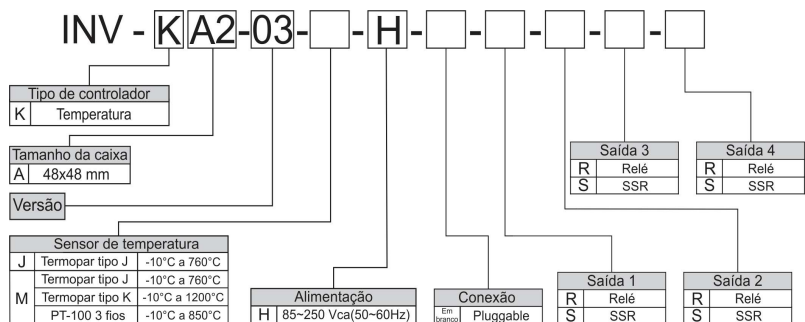 INV - K A2 - 03 - - H - - - - -
Tipo de controlador
K Temperatura
Tamanho da caixa
A 48x48 mm
Versão
Sensor de temperatura
J Termopar tipo J -10°C a 760°C
M Termopar tipo J -10°C a 760°C
Termopar tipo K -10°C a 1200°C
PT-100 3 fios -10°C a 850°C
Alimentação
H 85~250 Vca(50~60Hz)
Conexão
Em branco Pluggable
Saída 1
R Relé
S SSR
Saída 2
R Relé
S SSR
Saída 3
R Relé
S SSR
Saída 4
R Relé
S SSR